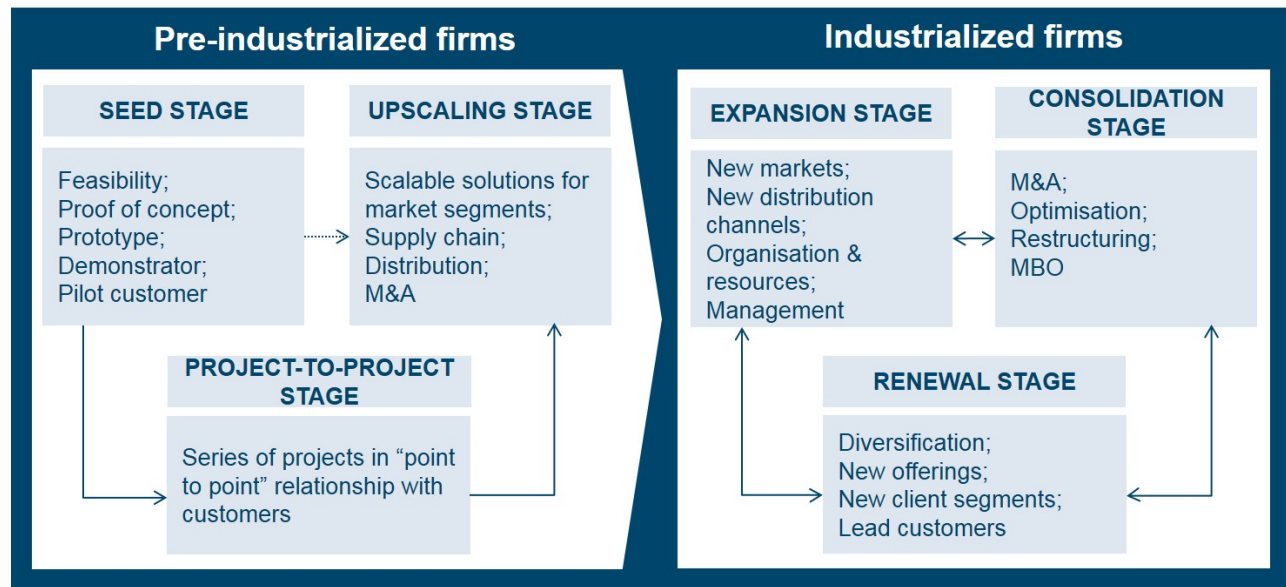 Pre-industrialized firms
SEED STAGE
Feasibility;
Proof of concept;
Prototype;
Demonstrator;
Pilot customer
UPSCALING STAGE
Scalable solutions for
market segments;
Supply chain;
Distribution;
M&A
PROJECT-TO-PROJECT
STAGE
Series of projects in “point
to point” relationship with
customers
Industrialized firms
EXPANSION STAGE
New markets;
New distribution
channels;
Organisation &
resources;
Management
CONSOLIDATION
STAGE
M&A;
Optimisation;
Restructuring;
MBO
RENEWAL STAGE
Diversification;
New offerings;
New client segments;
Lead customers